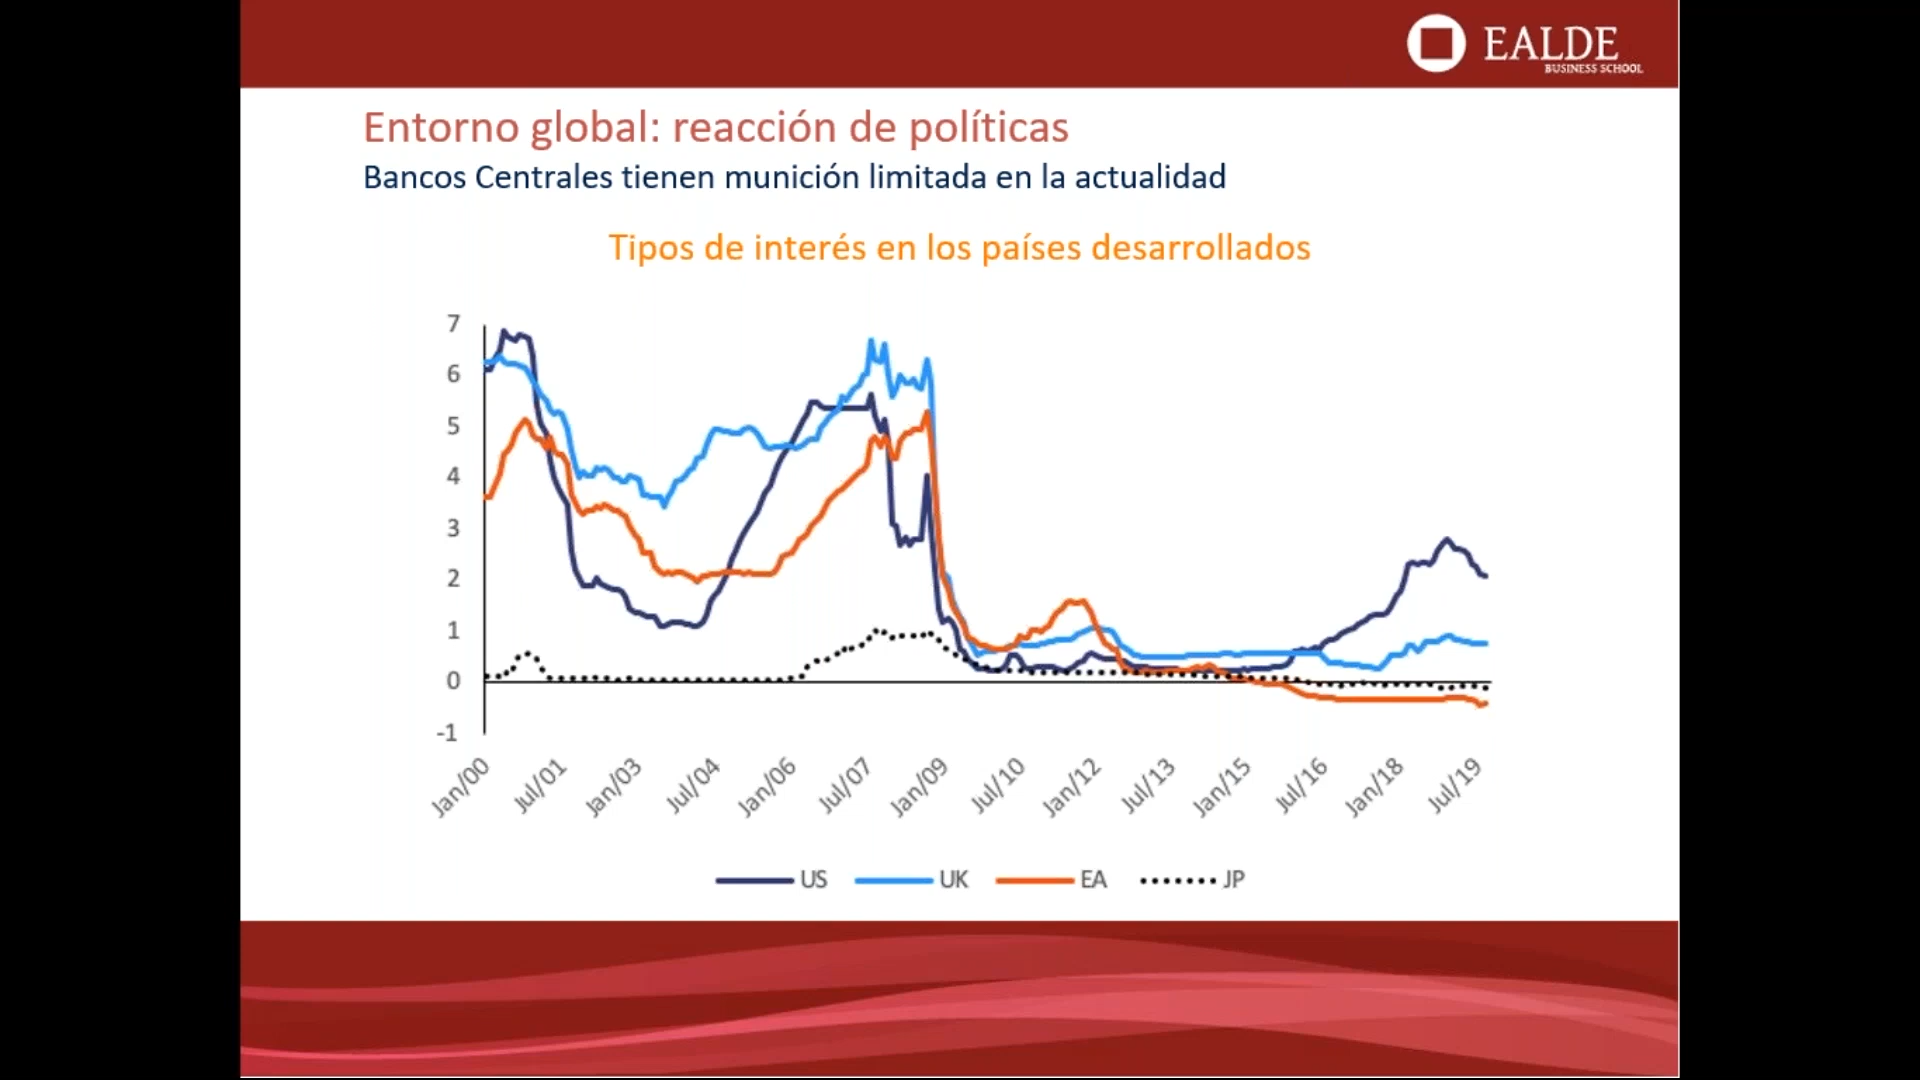 EALDE
BUSINESS SCHOOL
Entorno global: reacción de políticas
Bancos Centrales tienen munición limitada en la actualidad
Tipos de interés en los países desarrollados
7
6
5
4
3
2
1
0
-1
Jan/00 Jul/01 Jan/03 Jul/04 Jan/06 Jul/07 Jan/09 Jul/10 Jan/12 Jul/13 Jan/15 Jul/16 Jan/18 Jul/19
US UK EA JP